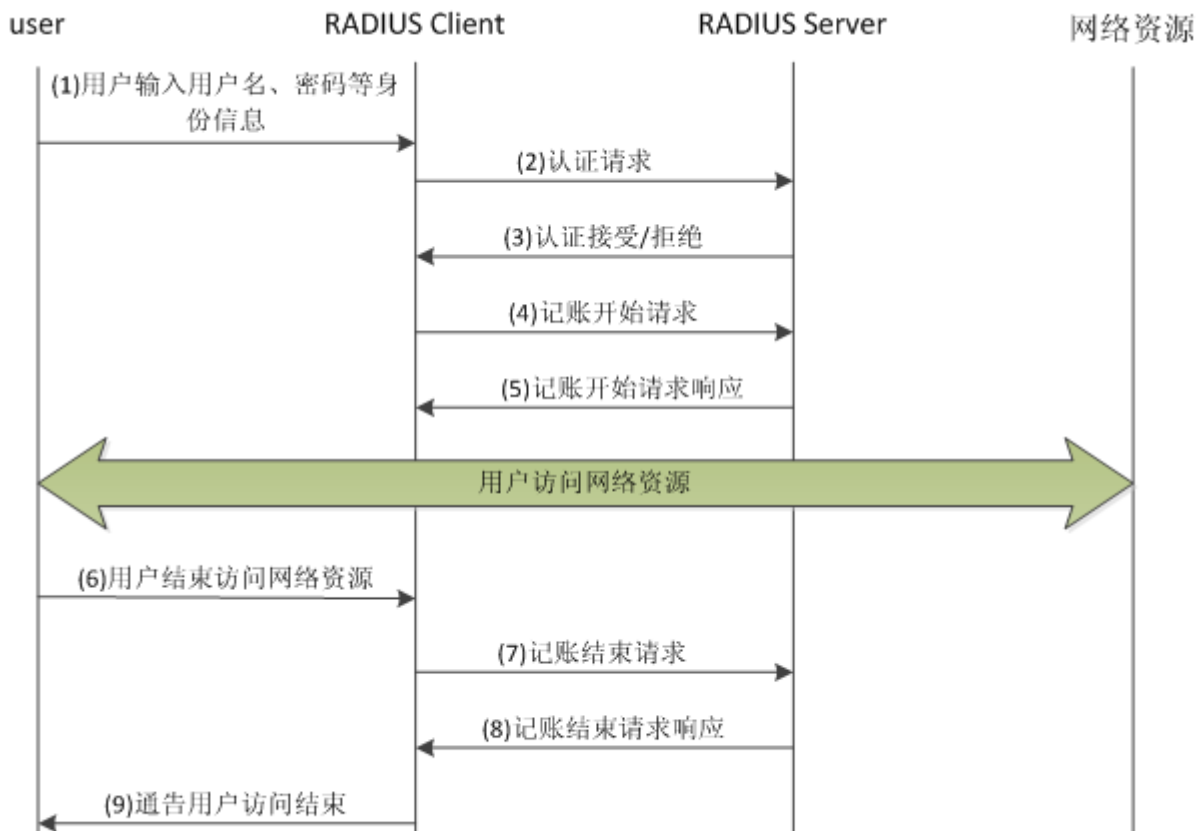 user
RADIUS Client
RADIUS Server
网络资源
(1)用户输入用户名、密码等身
份信息
(2)认证请求
(3)认证接受/拒绝
(4)记账开始请求
(5)记账开始请求响应
用户访问网络资源
(6)用户结束访问网络资源
(7)记账结束请求
(8)记账结束请求响应
(9)通告用户访问结束